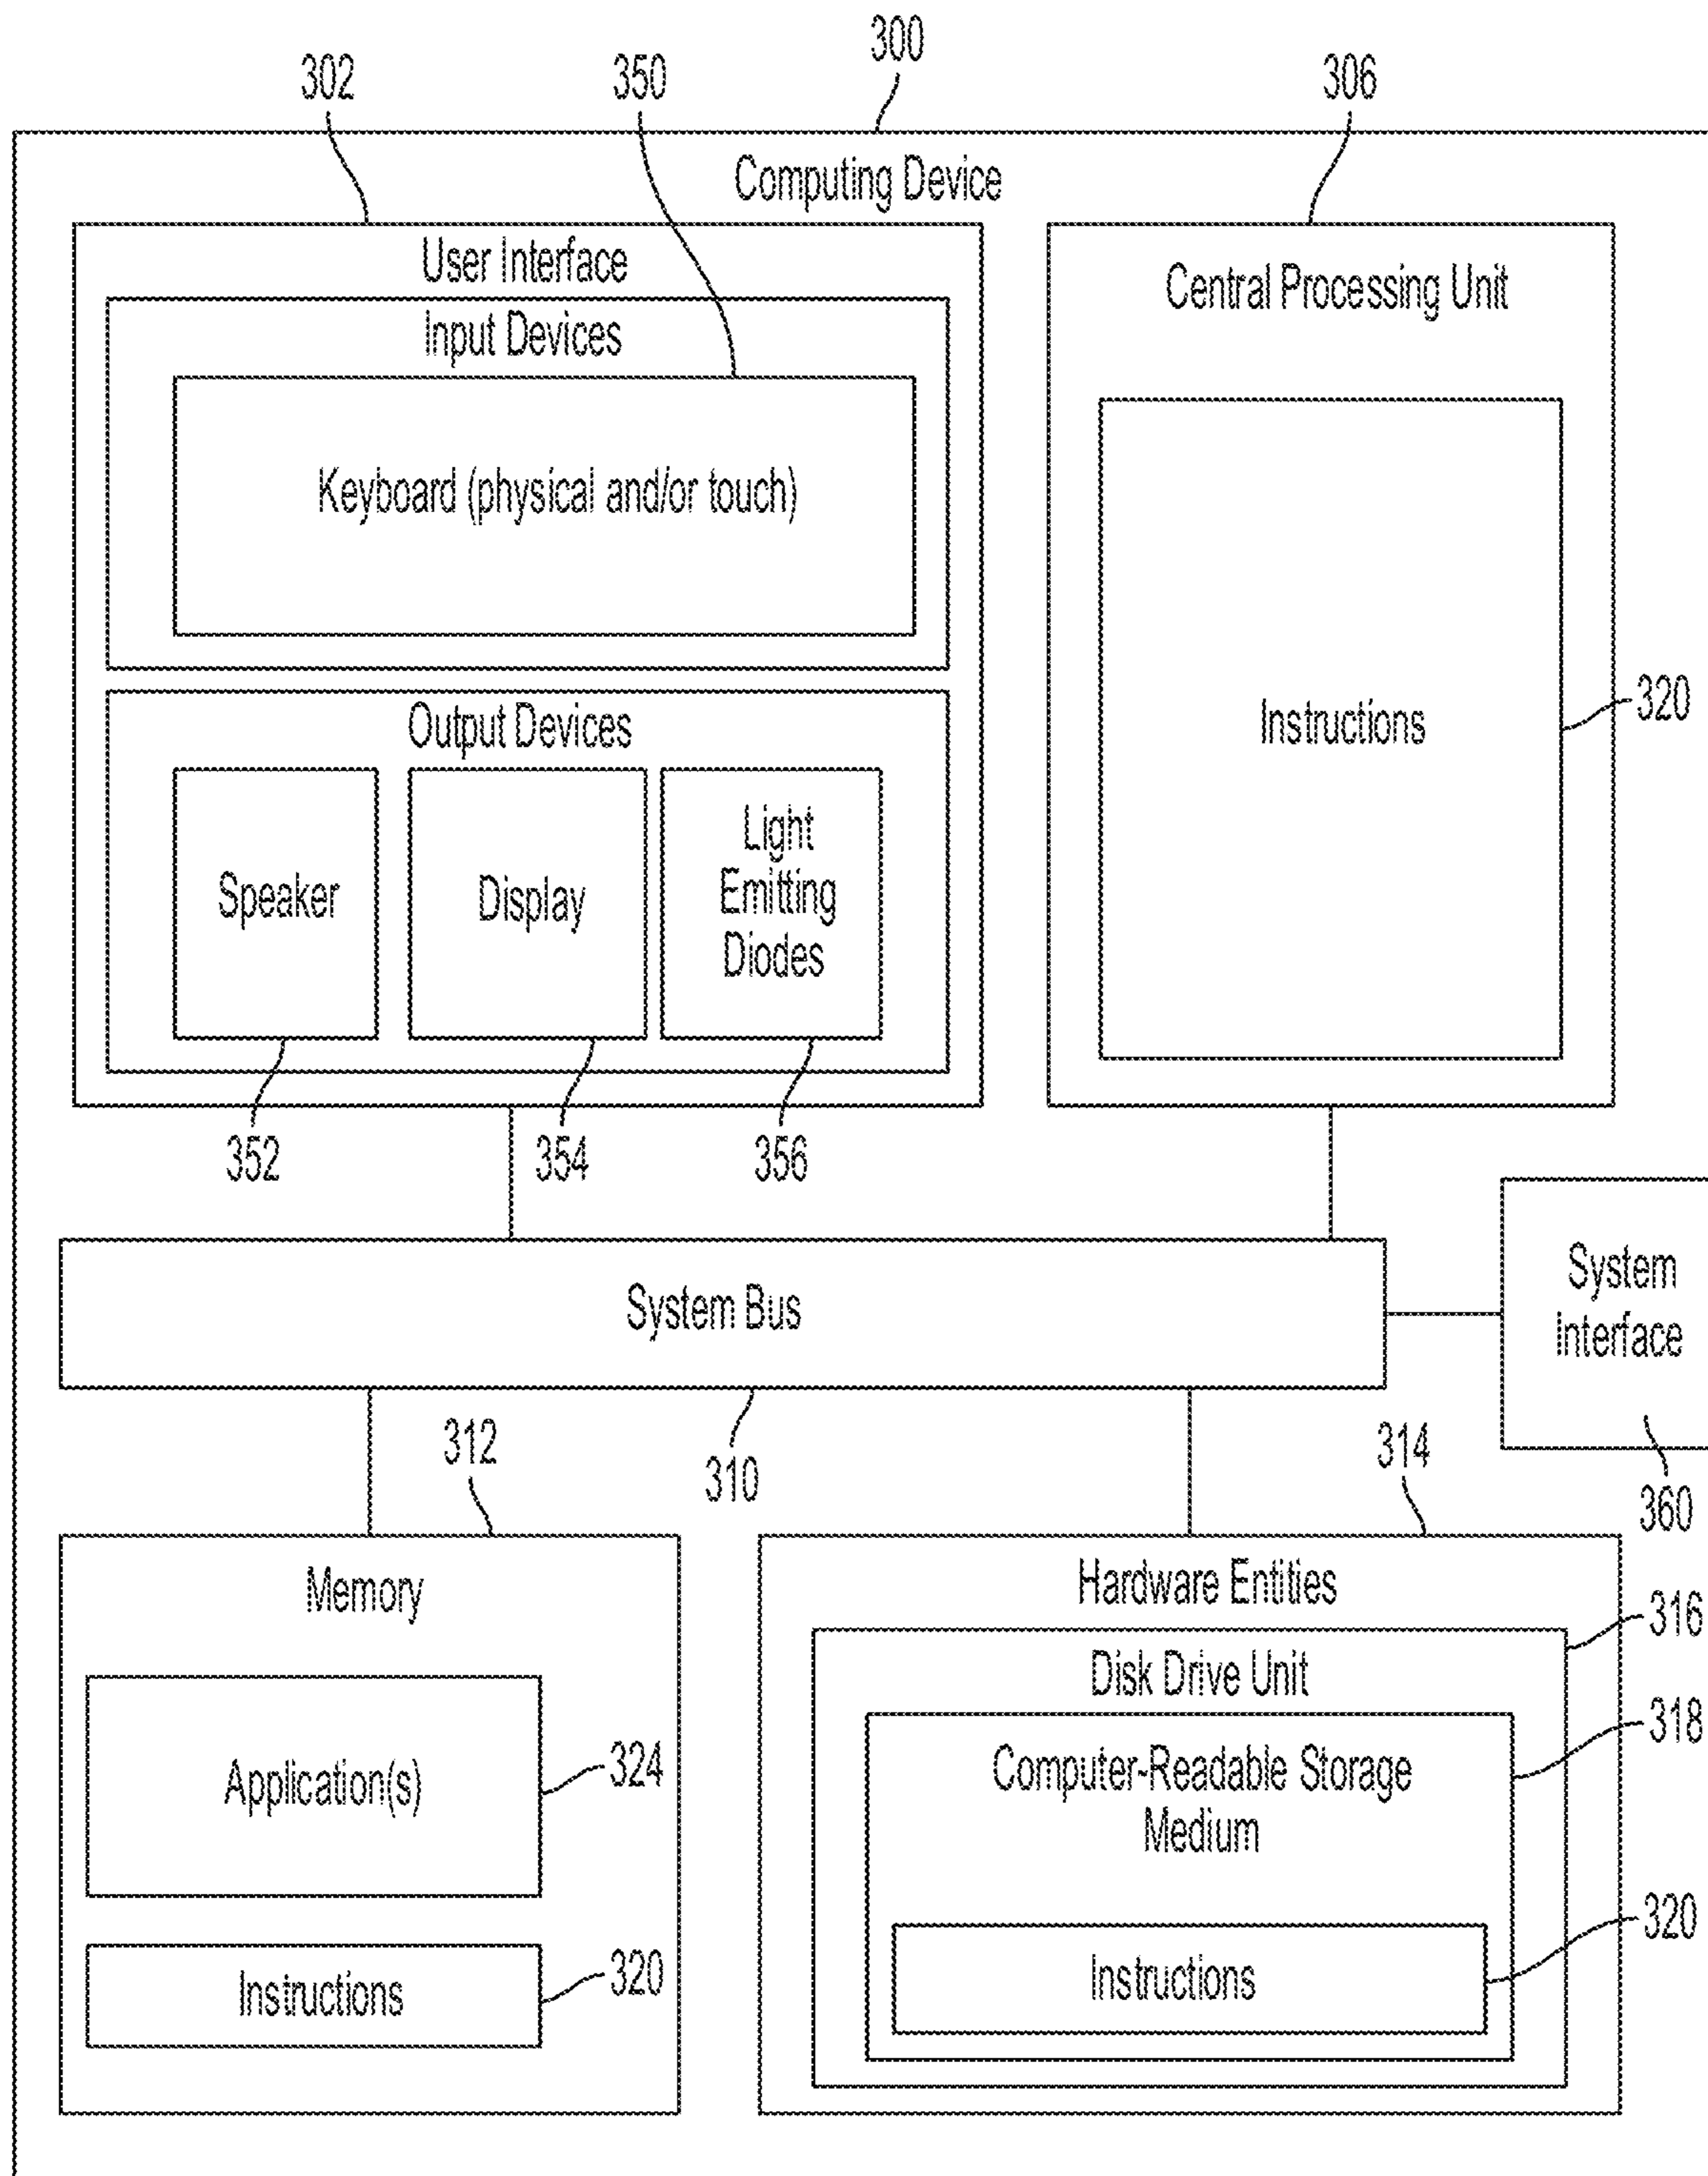 300
302
350
306
Computing Device
User Interface
Input Devices
Keyboard (physical and/or touch)
Output Devices
Speaker
Display
Light
Emitting
Diodes
352
354
356
Central Processing Unit
Instructions
320
System Bus
310
System
Interface
360
312
Memory
Application(s)
324
Instructions
320
314
Hardware Entities
316
Disk Drive Unit
318
Computer-Readable Storage
Medium
Instructions
320